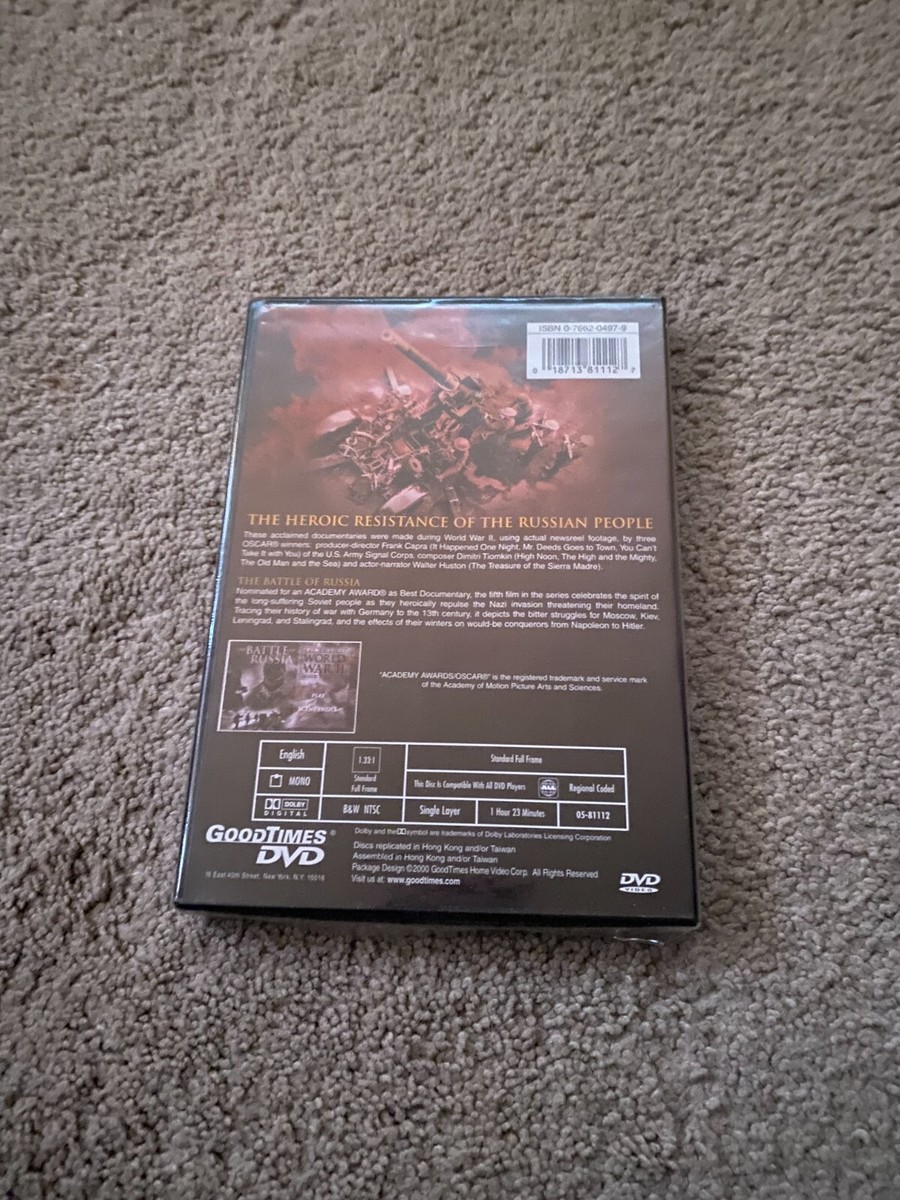 ISBN 0-7662-0497-9
0 18713 81112 7
THE HEROIC RESISTANCE OF THE RUSSIAN PEOPLE
These acclaimed documentaries were made during World War II, using actual newsreel footage, by three
OSCAR® winners: producer-director Frank Capra (It Happened One Night, Mr. Deeds Goes to Town, You Can't
Take it with You) of the U.S. Army Signal Corps, composer Dimitri Tiomkin (High Noon, The High and the Mighty,
The Old Man and the Sea) and actor-narrator Walter Huston (The Treasure of the Sierra Madre).
THE BATTLE OF RUSSIA
Nominated for an ACADEMY AWARD® as Best Documentary, the fifth film in the series celebrates the spirit of
the long-suffering Soviet people as they heroically repulse the Nazi invasion threatening their homeland.
Tracing their history of war with Germany to the 13th century, it depicts the bitter struggles for Moscow, Kiev,
Leningrad, and Stalingrad, and the effects of their winters on would-be conquerors from Napoleon to Hitler.
BATTLE
RUSSIA
WORLD
WAR II
PLAY
"ACADEMY AWARDS/OSCAR®" is the registered trademark and service mark
of the Academy of Motion Picture Arts and Sciences.
English
1.33:1
Standard
Full Frame
Standard Full Frame
MONO
This Disc Is Compatible With All DVD Players
ALL
Regional Coded
DOLBY
DIGITAL
B&W NTSC
Single Layer
1 Hour 23 Minutes
05-81112
GOODTIMES®
DVD
16 East 40th Street, New York, N.Y. 10016
Dolby and the symbol are trademarks of Dolby Laboratories Licensing Corporation
Discs replicated in Hong Kong and/or Taiwan
Assembled in Hong Kong and/or Taiwan
Package Design ©2000 GoodTimes Home Video Corp. All Rights Reserved
Visit us at: www.goodtimes.com
DVD
VIDEO